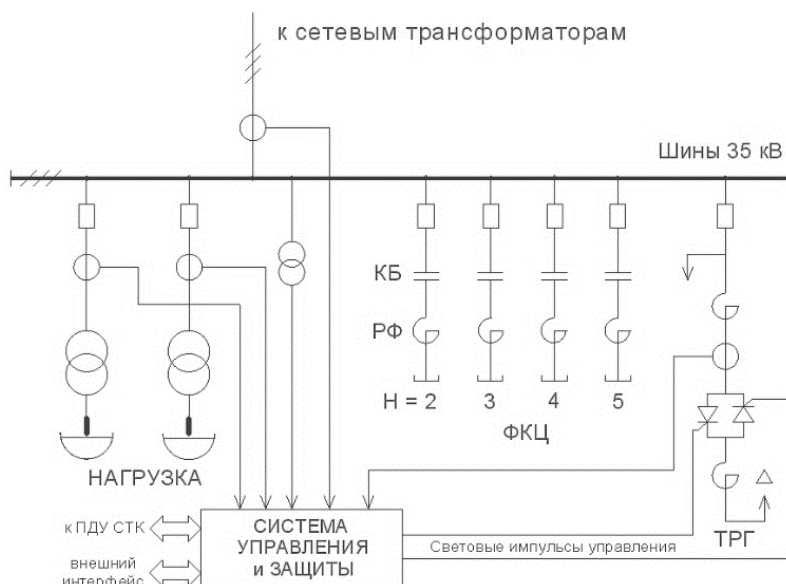 к сетевым трансформаторам
Шины 35 кВ
КБ
РФ
Н = 2 3 4 5
ФКЦ
НАГРУЗКА
ТРГ
к ПДУ СТК
внешний
интерфейс
СИСТЕМА
УПРАВЛЕНИЯ
и ЗАЩИТЫ
Световые импульсы управления